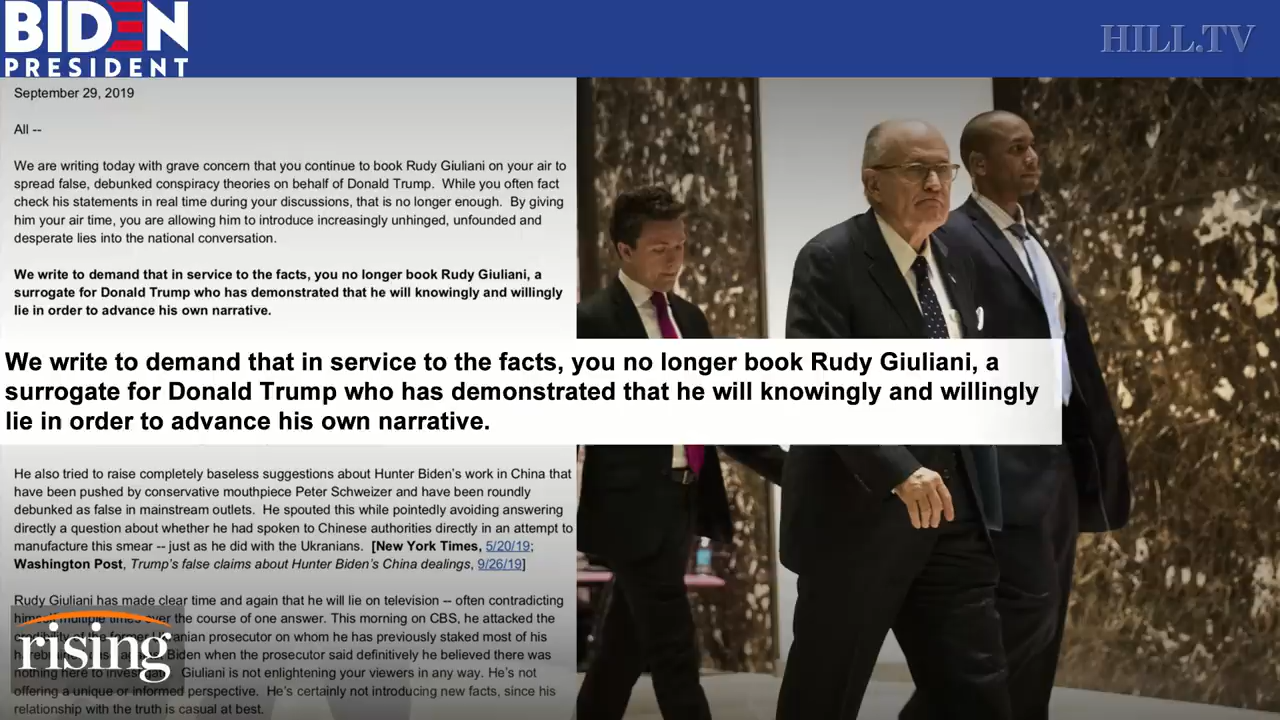 BIDEN
PRESIDENT
HILL.TV
September 29, 2019
All --
We are writing today with grave concern that you continue to book Rudy Giuliani on your air to
spread false, debunked conspiracy theories on behalf of Donald Trump. While you often fact
check his statements in real time during your discussions, that is no longer enough. By giving
him your air time, you are allowing him to introduce increasingly unhinged, unfounded and
desperate lies into the national conversation.
We write to demand that in service to the facts, you no longer book Rudy Giuliani, a
surrogate for Donald Trump who has demonstrated that he will knowingly and willingly
lie in order to advance his own narrative.
We write to demand that in service to the facts, you no longer book Rudy Giuliani, a
surrogate for Donald Trump who has demonstrated that he will knowingly and willingly
lie in order to advance his own narrative.
He also tried to raise completely baseless suggestions about Hunter Biden's work in China that
have been pushed by conservative mouthpiece Peter Schweizer and have been roundly
debunked as false in mainstream outlets. He spouted this while pointedly avoiding answering
directly a question about whether he had spoken to Chinese authorities directly in an attempt to
manufacture this smear -- just as he did with the Ukranians. [New York Times, 5/20/19;
Washington Post, Trump's false claims about Hunter Biden's China dealings, 9/26/19]
Rudy Giuliani has made clear time and again that he will lie on television -- often contradicting
himself multiple times over the course of one answer. This morning on CBS, he attacked the
credibility of the former Ukranian prosecutor on whom he has previously staked most of his
Biden when the prosecutor said definitively he believed there was
nothing here to investigate. Giuliani is not enlightening your viewers in any way. He's not
offering a unique or informed perspective. He's certainly not introducing new facts, since his
relationship with the truth is casual at best.
rising